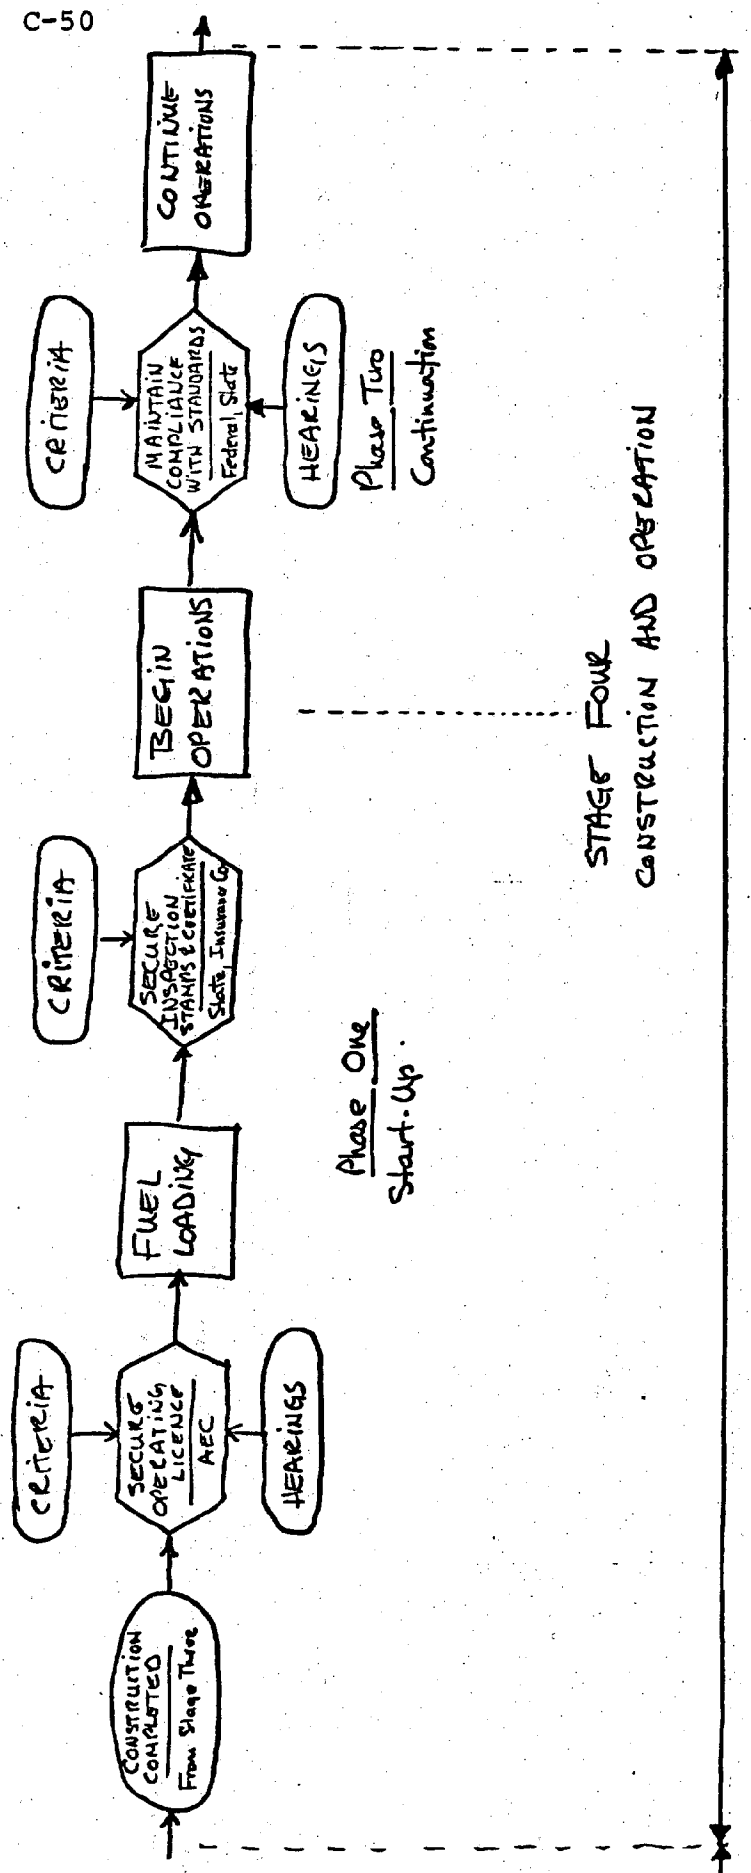 C-50
CONSTRUCTION
COMPLETED
From Stage Three
CRITERIA
SECURE
OPERATING
LICENCE
AEC
HEARINGS
FUEL
LOADING
CRITERIA
SECURE
INSPECTION
STAMPS & CERTIFICATE
State, Insurance Co.
BEGIN
OPERATIONS
CRITERIA
MAINTAIN
COMPLIANCE
WITH STANDARDS
Federal, State
HEARINGS
CONTINUE
OPERATIONS
Phase One
Start-Up.
Phase Two
Continuation
STAGE FOUR
CONSTRUCTION AND OPERATION